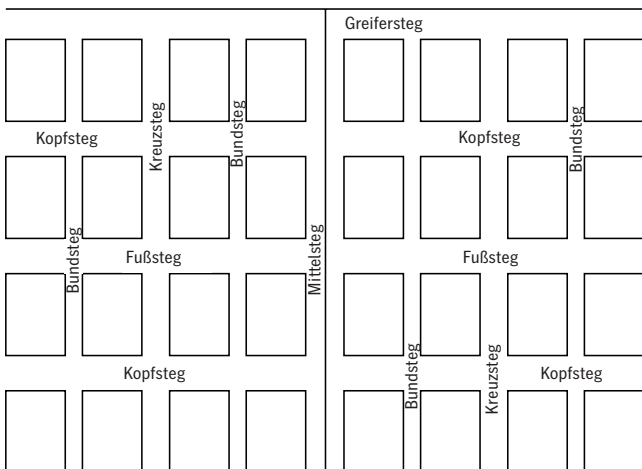 Greifersteg
Kopfsteg
Kreuzsteg
Bundsteg
Kopfsteg
Bundsteg
Bundsteg
Fußsteg
Mittelsteg
Fußsteg
Kopfsteg
Bundsteg
Kreuzsteg
Kopfsteg